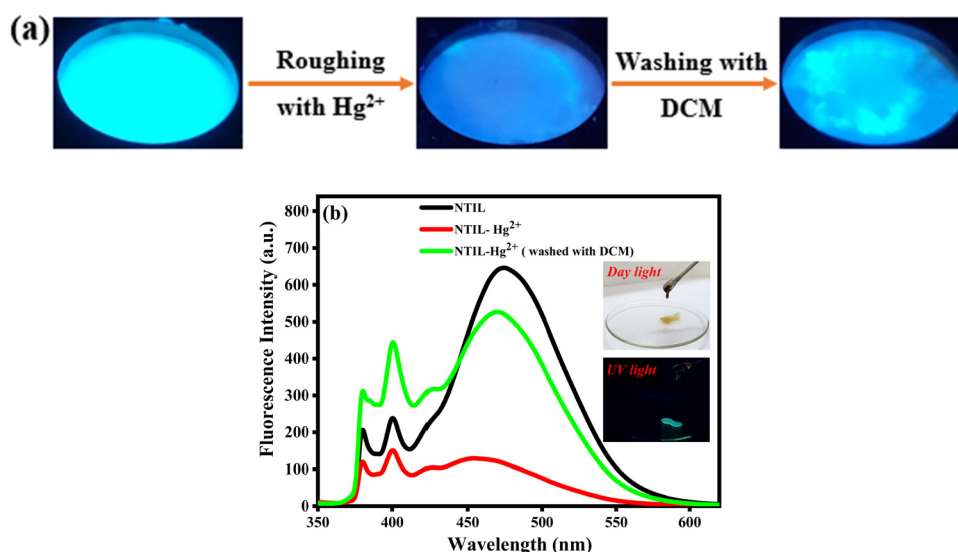 (a)
Roughing
with Hg²⁺
Washing with
DCM
(b)
NTIL
NTIL- Hg²⁺
NTIL-Hg²⁺ ( washed with DCM)
Day light
UV light
Fluorescence Intensity (a.u.)
800
700
600
500
400
300
200
100
0
350
400
450
500
550
600
Wavelength (nm)